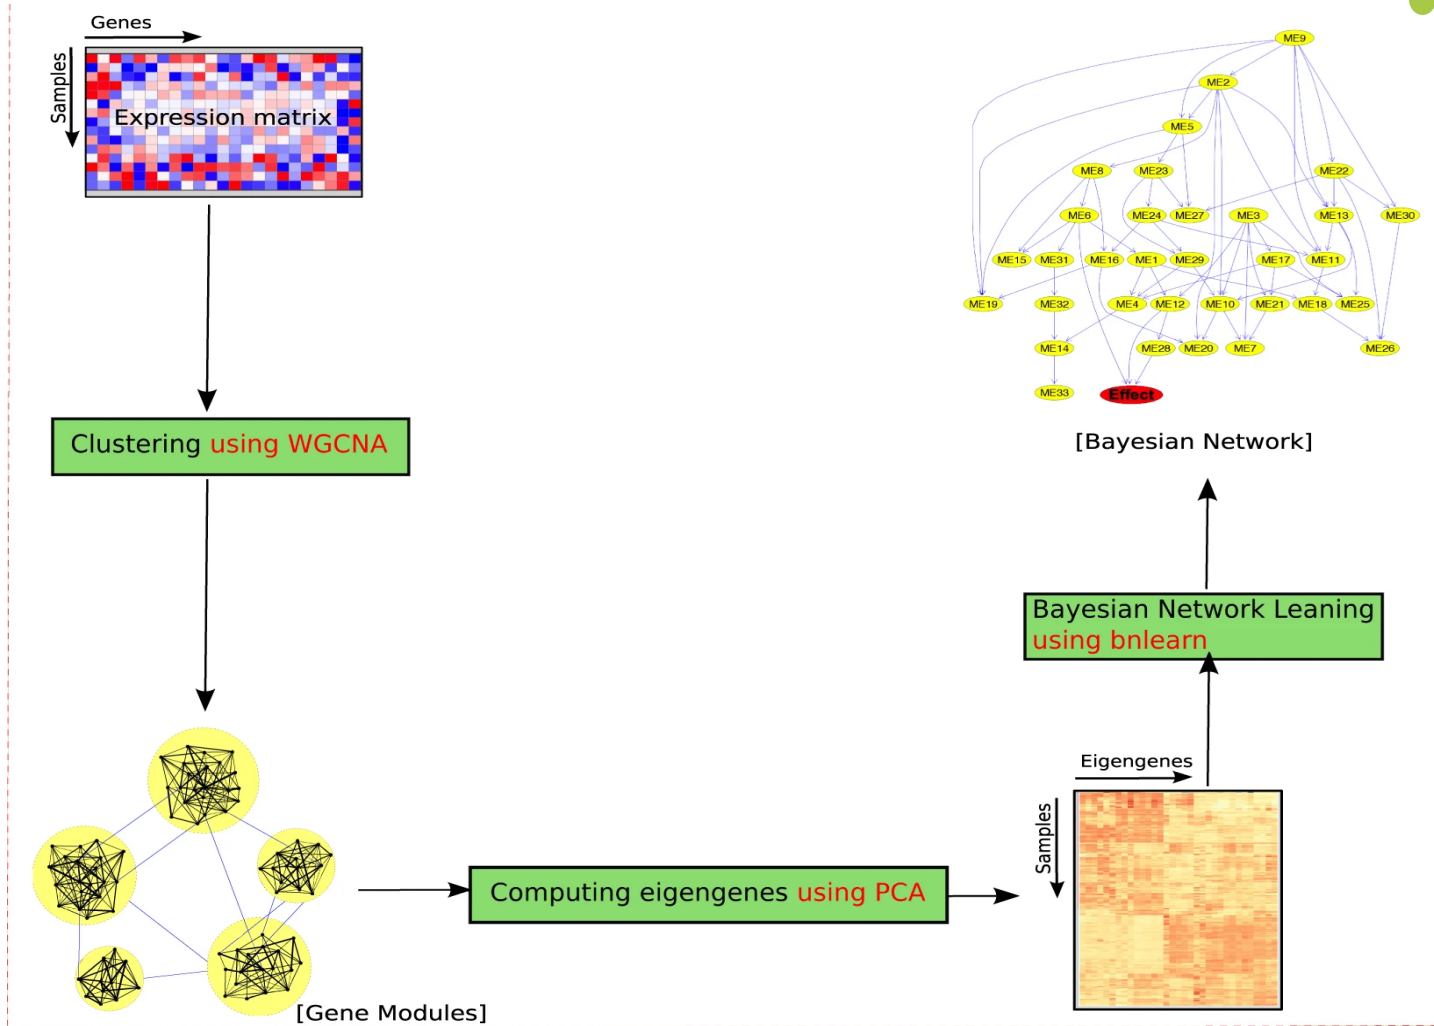 Genes
Samples
Expression matrix
Clustering using WGCNA
[Gene Modules]
Computing eigengenes using PCA
Eigengenes
Samples
Bayesian Network Leaning
using bnlearn
[Bayesian Network]
ME9
ME2
ME5
ME8 ME23 ME22
ME6 ME24 ME27 ME3 ME13 ME30
ME15 ME31 ME16 ME1 ME29 ME17 ME11
ME19 ME32 ME4 ME12 ME10 ME21 ME18 ME25
ME14 ME28 ME20 ME7 ME26
ME33 Effect